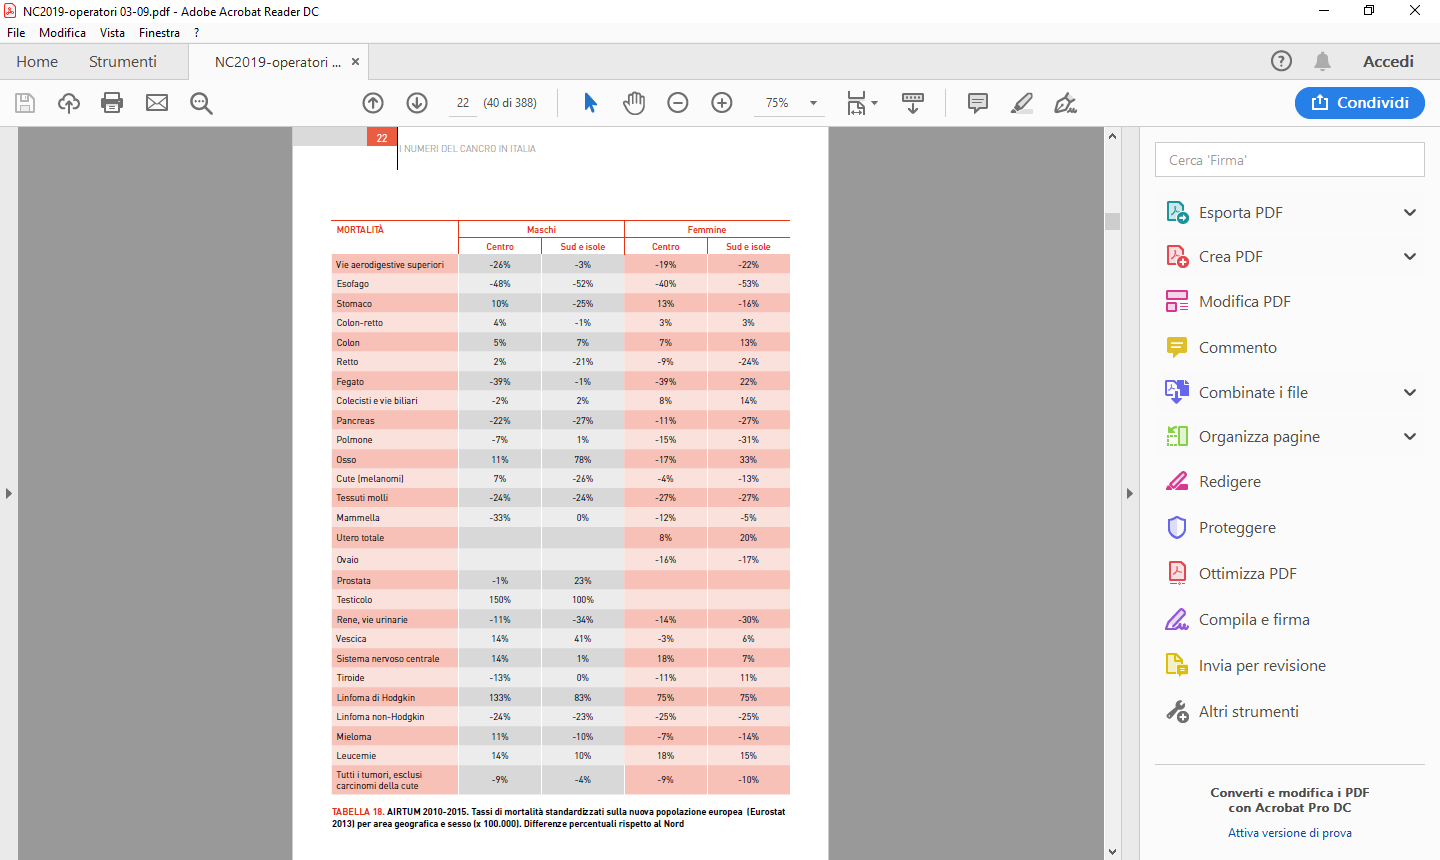 NC2019-operatori 03-09.pdf - Adobe Acrobat Reader DC
File Modifica Vista Finestra ?
Home Strumenti NC2019-operatori ... × Accedi
22 (40 di 388) 75% Condividi
22
I NUMERI DEL CANCRO IN ITALIA
MORTALITÀ Maschi Femmine
Centro Sud e isole Centro Sud e isole
Vie aerodigestive superiori -26% -3% -19% -22%
Esofago -48% -52% -40% -53%
Stomaco 10% -25% 13% -16%
Colon-retto 4% -1% 3% 3%
Colon 5% 7% 7% 13%
Retto 2% -21% -9% -24%
Fegato -39% -1% -39% 22%
Colecisti e vie biliari -2% 2% 8% 14%
Pancreas -22% -27% -11% -27%
Polmone -7% 1% -15% -31%
Osso 11% 78% -17% 33%
Cute (melanomi) 7% -26% -4% -13%
Tessuti molli -24% -24% -27% -27%
Mammella -33% 0% -12% -5%
Utero totale 8% 20%
Ovaio -16% -17%
Prostata -1% 23%
Testicolo 150% 100%
Rene, vie urinarie -11% -34% -14% -30%
Vescica 14% 41% -3% 6%
Sistema nervoso centrale 14% 1% 18% 7%
Tiroide -13% 0% -11% 11%
Linfoma di Hodgkin 133% 83% 75% 75%
Linfoma non-Hodgkin -24% -23% -25% -25%
Mieloma 11% -10% -7% -14%
Leucemie 14% 10% 18% 15%
Tutti i tumori, esclusi
carcinomi della cute -9% -4% -9% -10%
TABELLA 18. AIRTUM 2010-2015. Tassi di mortalità standardizzati sulla nuova popolazione europea (Eurostat
2013) per area geografica e sesso (x 100.000). Differenze percentuali rispetto al Nord
Cerca 'Firma'
Esporta PDF
Crea PDF
Modifica PDF
Commento
Combinate i file
Organizza pagine
Redigere
Proteggere
Ottimizza PDF
Compila e firma
Invia per revisione
Altri strumenti
Converti e modifica i PDF
con Acrobat Pro DC
Attiva versione di prova